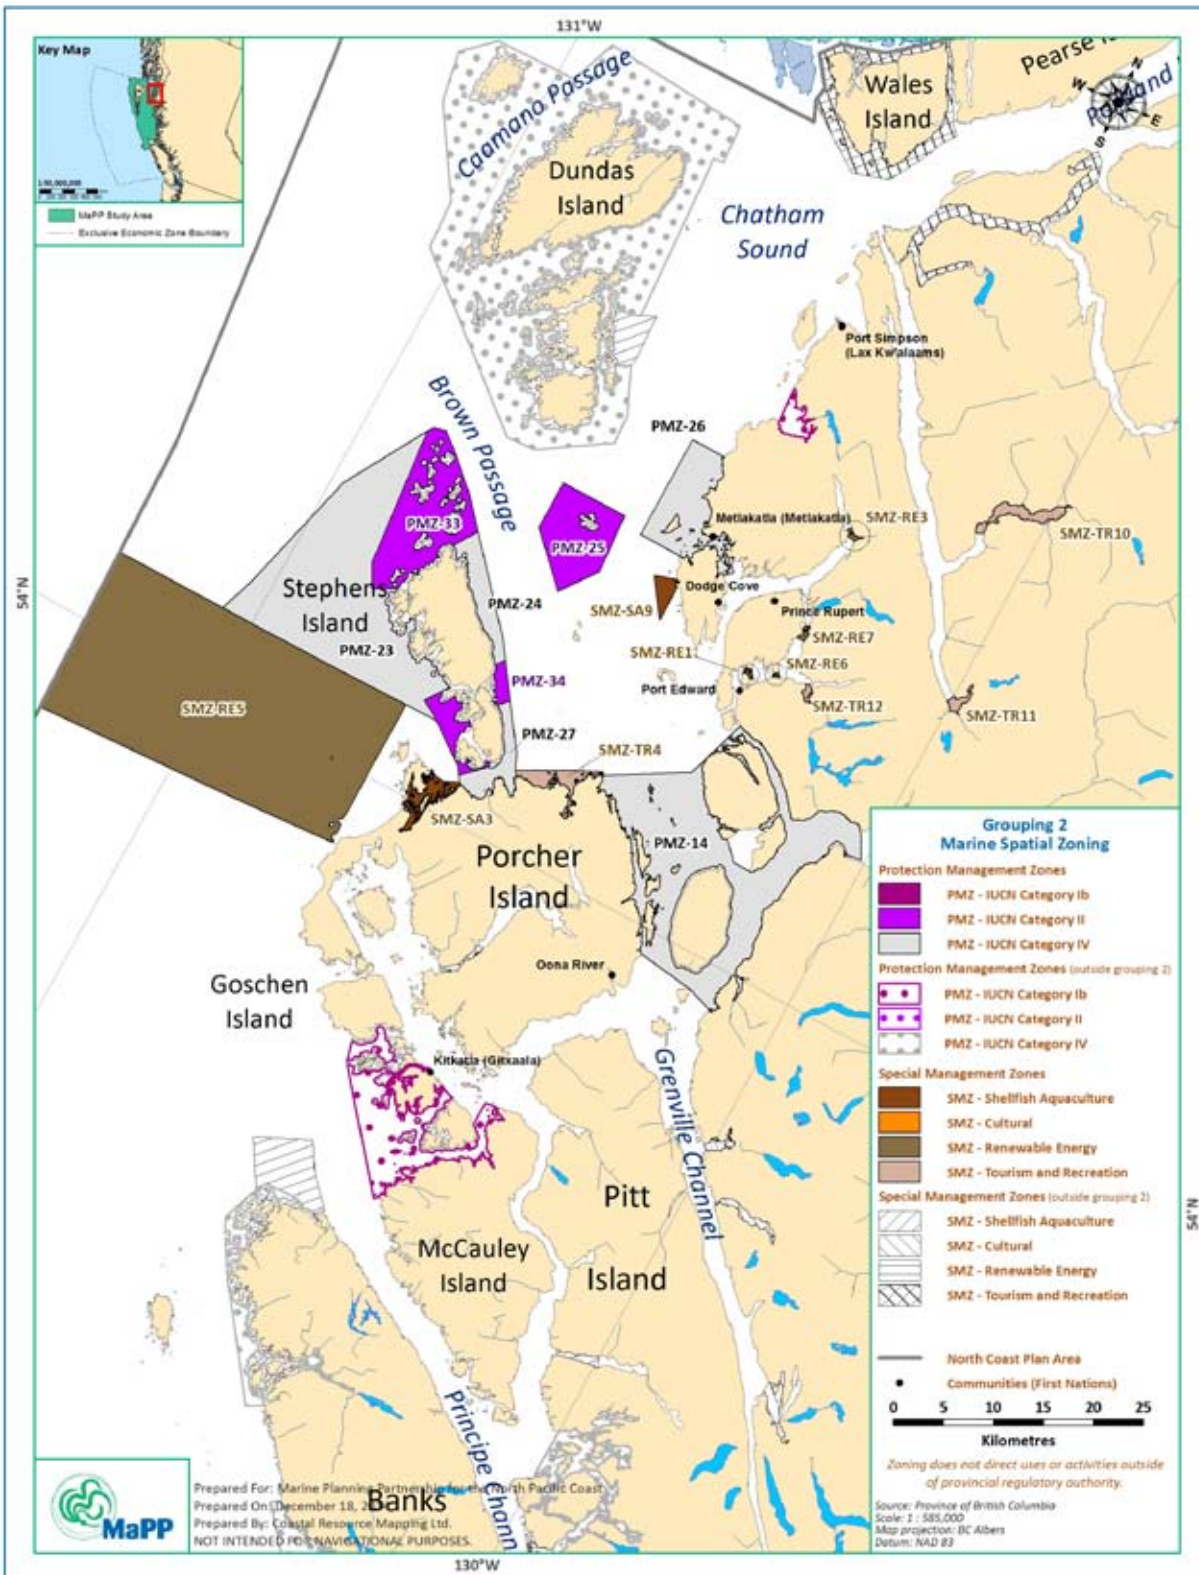 131°W
Key Map
MaPP Study Area
Exclusive Economic Zone Boundary
Caamano Passage
Wales
Island
Pearse
N
W
E
S
Dundas
Island
Chatham
Sound
Port Simpson
(Lax Kw'alaams)
Brown Passage
PMZ-26
PMZ-33
PMZ-25
Metlakatla (Metlakatla)
SMZ-RE3
SMZ-TR10
54°N
Stephens
Island
PMZ-24
Dodge Cove
SMZ-SA9
Prince Rupert
PMZ-23
SMZ-RE7
SMZ-RE1
SMZ-RE6
PMZ-34
Port Edward
SMZ-RE5
SMZ-TR12
SMZ-TR11
PMZ-27
SMZ-TR4
SMZ-SA3
PMZ-14
Porcher
Island
Oona River
Goschen
Island
Kitkatla (Gitxaala)
Grenville Channel
Pitt
Island
McCauley
Island
Principe Chann
Banks
Grouping 2
Marine Spatial Zoning
Protection Management Zones
PMZ - IUCN Category Ib
PMZ - IUCN Category II
PMZ - IUCN Category IV
Protection Management Zones (outside grouping 2)
PMZ - IUCN Category Ib
PMZ - IUCN Category II
PMZ - IUCN Category IV
Special Management Zones
SMZ - Shellfish Aquaculture
SMZ - Cultural
SMZ - Renewable Energy
SMZ - Tourism and Recreation
Special Management Zones (outside grouping 2)
SMZ - Shellfish Aquaculture
SMZ - Cultural
SMZ - Renewable Energy
SMZ - Tourism and Recreation
North Coast Plan Area
Communities (First Nations)
0 5 10 15 20 25
Kilometres
Zoning does not direct uses or activities outside
of provincial regulatory authority.
Source: Province of British Columbia
Scale: 1 : 585,000
Map projection: BC Albers
Datum: NAD 83
54°N
MaPP
Prepared For: Marine Planning Partnership for the North Pacific Coast
Prepared On: December 18,
Prepared By: Coastal Resource Mapping Ltd.
NOT INTENDED FOR NAVIGATIONAL PURPOSES.
130°W